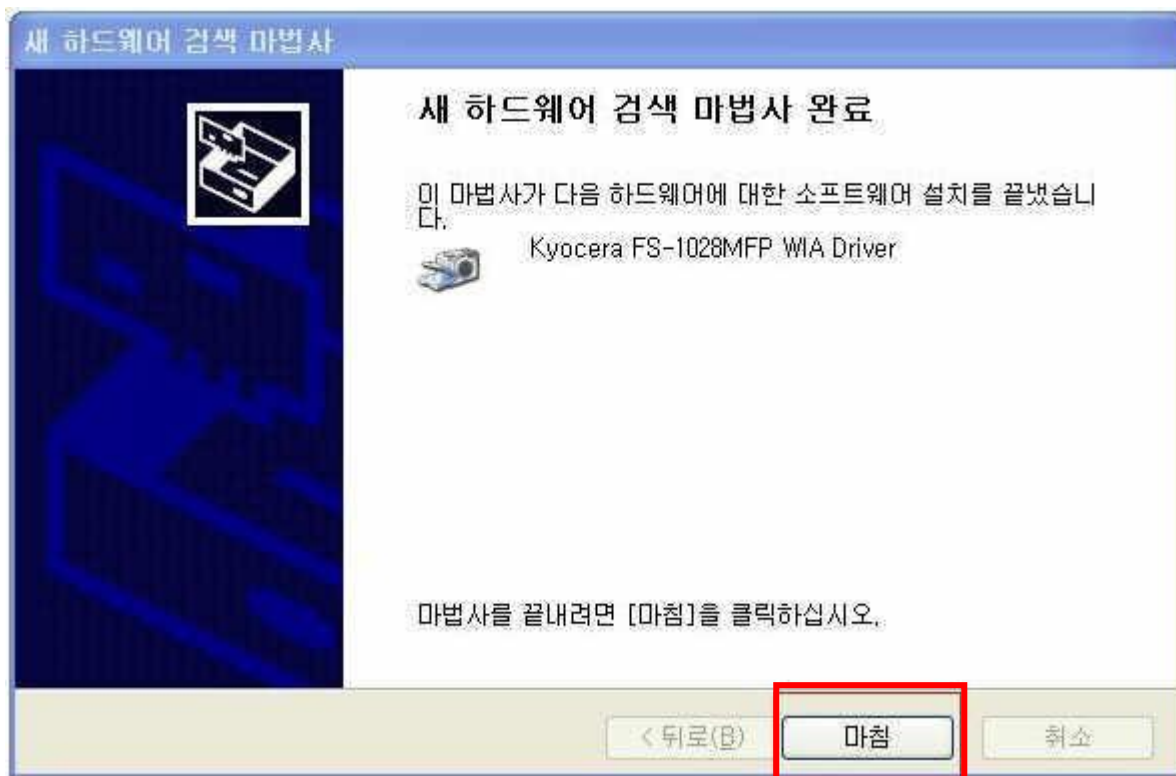 새 하드웨어 검색 마법사
새 하드웨어 검색 마법사 완료
이 마법사가 다음 하드웨어에 대한 소프트웨어 설치를 끝냈습니
다.
Kyocera FS-1028MFP WIA Driver
마법사를 끝내려면 [마침]을 클릭하십시오.
< 뒤로(B) 마침 취소